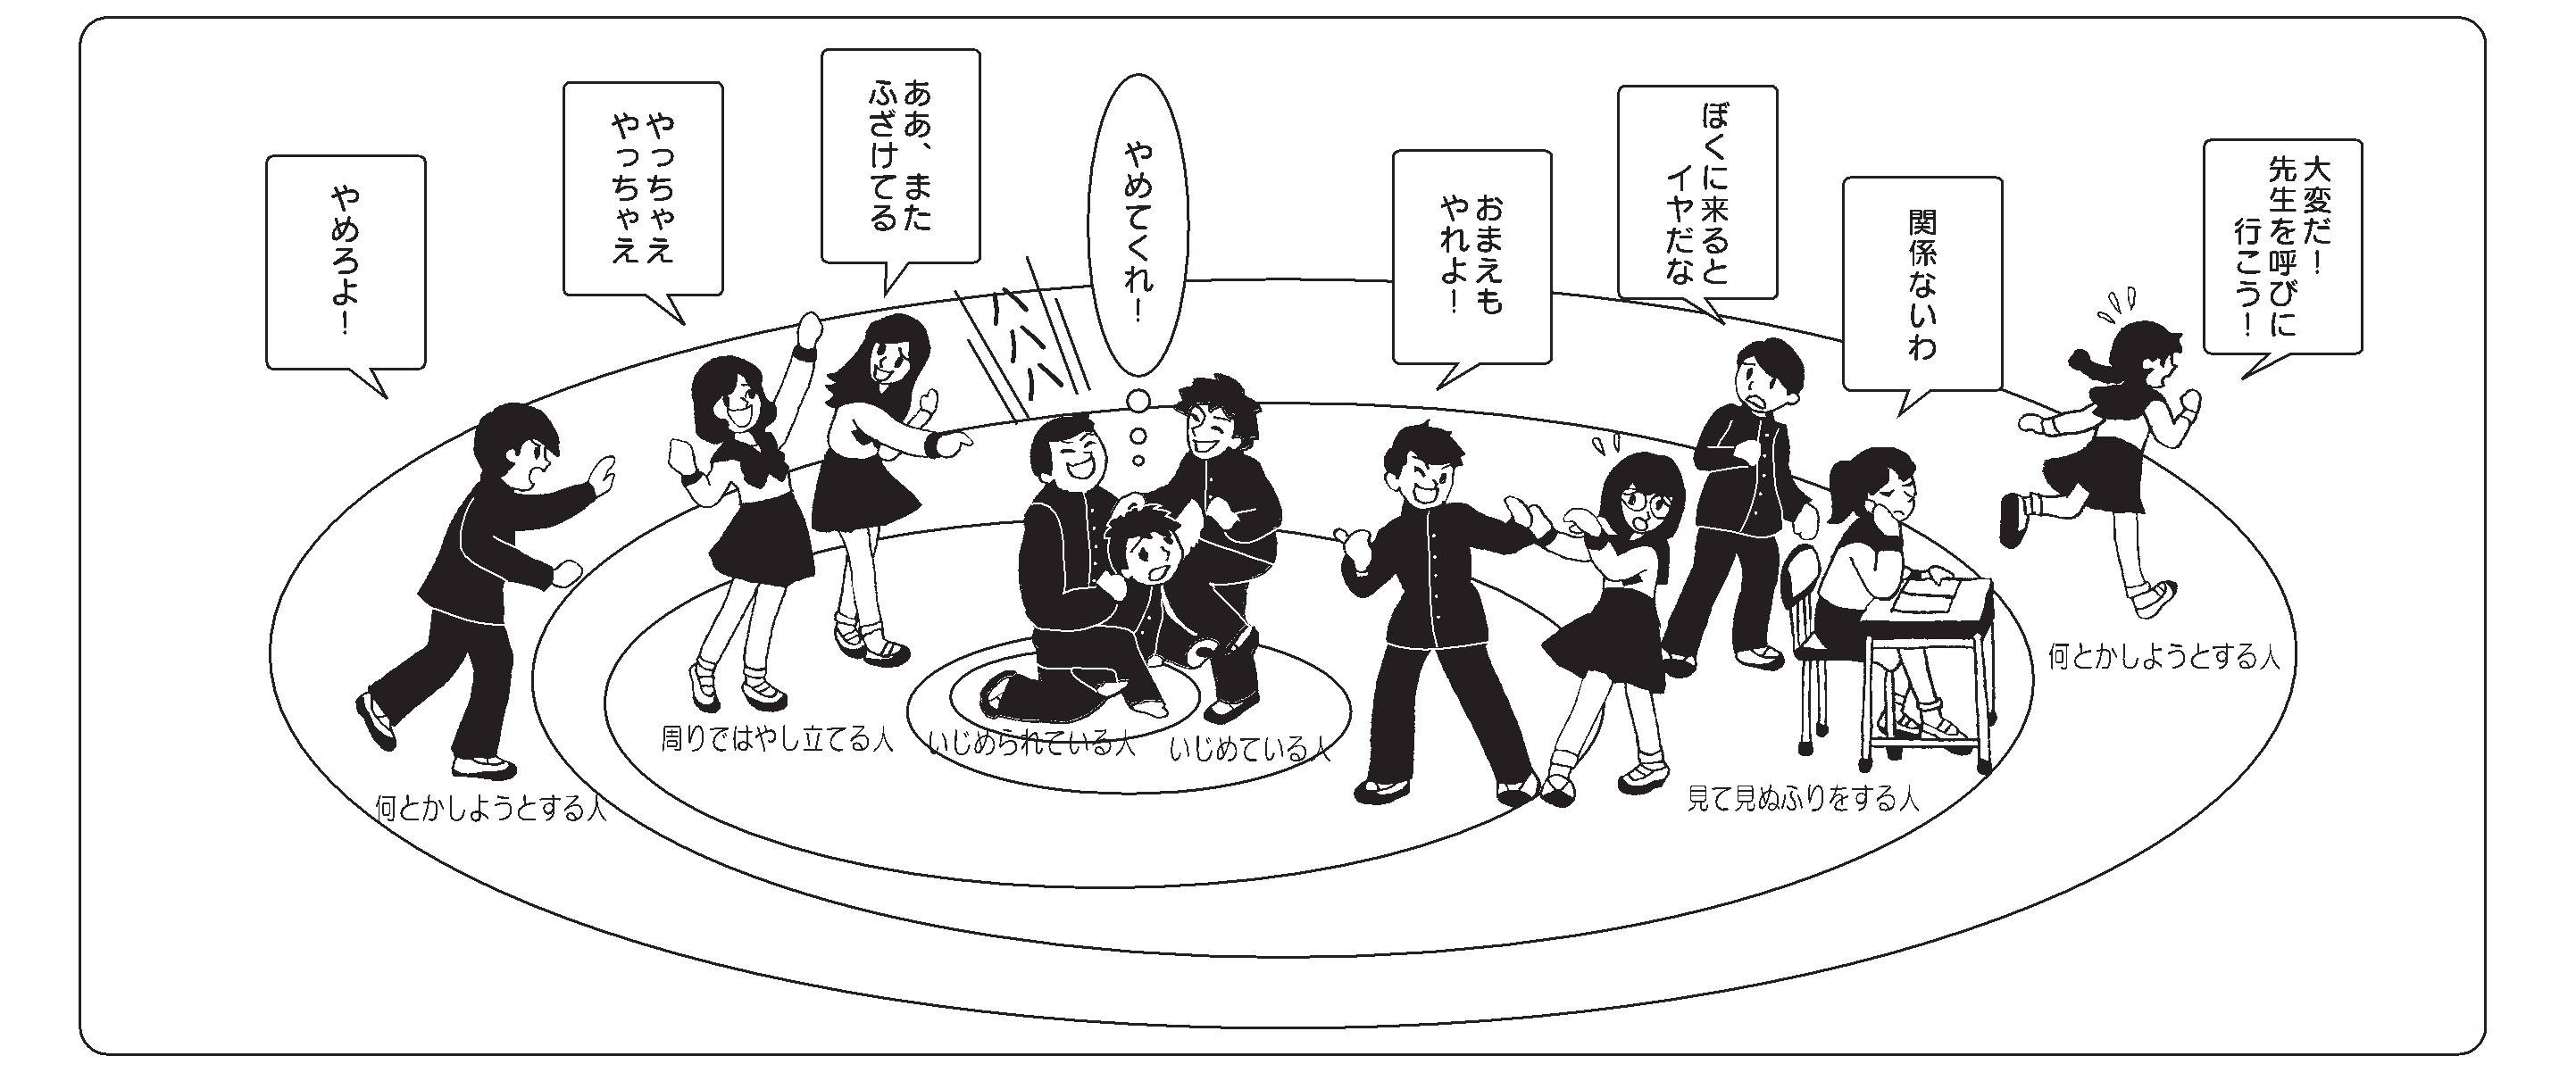 やめろよ！
やっちゃえ
やっちゃえ
ああ、また
ふざけてる
ハハハ
やめてくれ！
おまえも
やれよ！
ぼくに来ると
イヤだな
関係ないわ
大変だ！
先生を呼びに
行こう！
何とかしようとする人
周りではやし立てる人
いじめられている人
いじめている人
見て見ぬふりをする人
何とかしようとする人